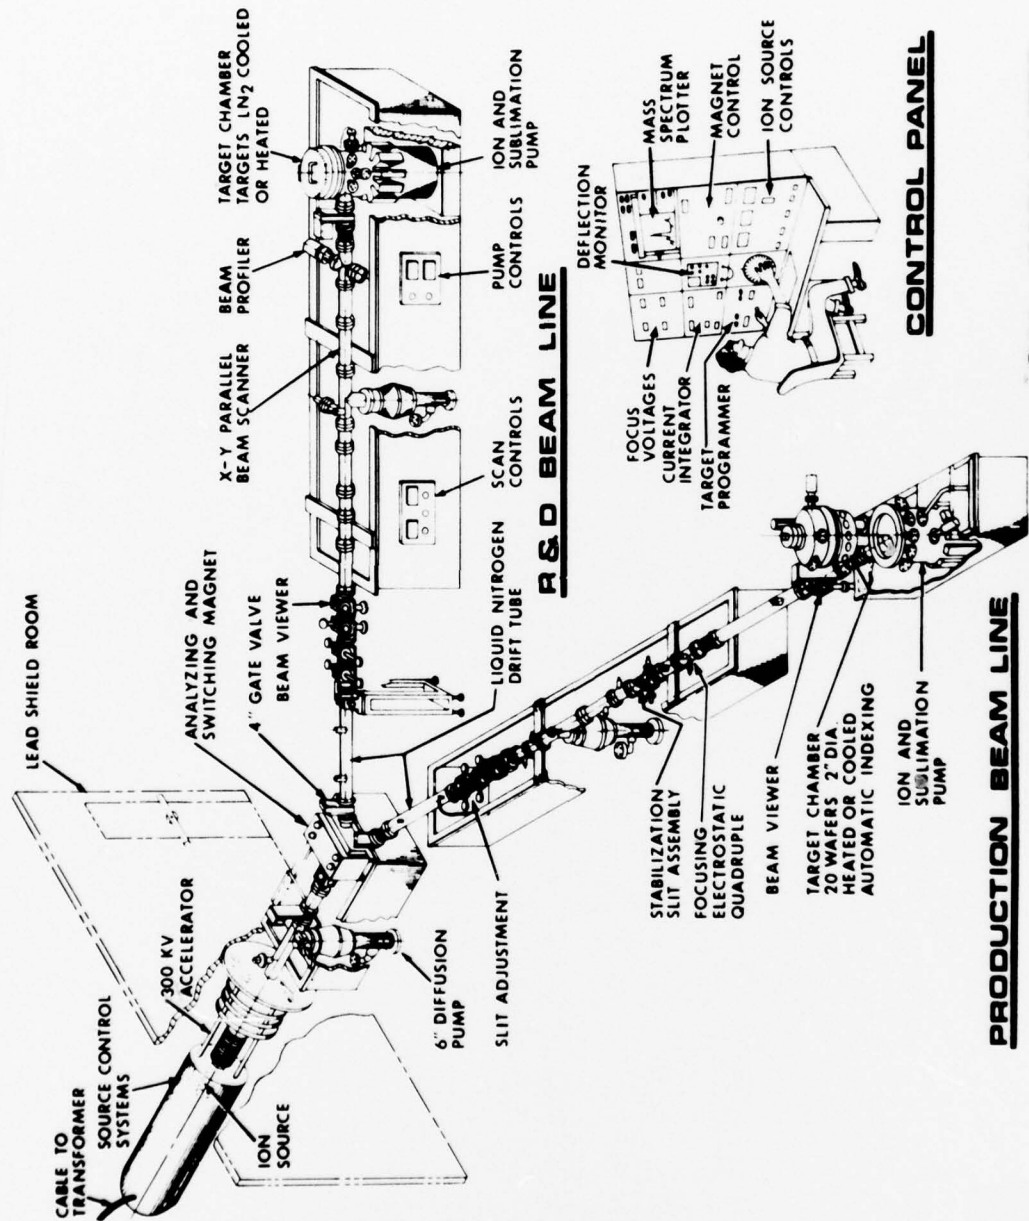 CABLE TO
TRANSFORMER
SOURCE CONTROL
SYSTEMS
300 KV
ACCELERATOR
ION
SOURCE
LEAD SHIELD ROOM
ANALYZING AND
SWITCHING MAGNET
4" GATE VALVE
BEAM VIEWER
X-Y PARALLEL
BEAM SCANNER
BEAM
PROFILER
TARGET CHAMBER
TARGETS LN2 COOLED
OR HEATED
6" DIFFUSION
PUMP
SLIT ADJUSTMENT
LIQUID NITROGEN
DRIFT TUBE
SCAN
CONTROLS
PUMP
CONTROLS
ION AND
SUBLIMATION
PUMP
R & D BEAM LINE
STABILIZATION
SLIT ASSEMBLY
FOCUSING
ELECTROSTATIC
QUADRUPLE
BEAM VIEWER
TARGET CHAMBER
20 WAFERS 2" DIA.
HEATED OR COOLED
AUTOMATIC INDEXING
ION AND
SUBLIMATION
PUMP
PRODUCTION BEAM LINE
FOCUS
VOLTAGES
CURRENT
INTEGRATOR
TARGET
PROGRAMMER
DEFLECTION
MONITOR
MASS
SPECTRUM
PLOTTER
MAGNET
CONTROL
ION SOURCE
CONTROLS
CONTROL PANEL